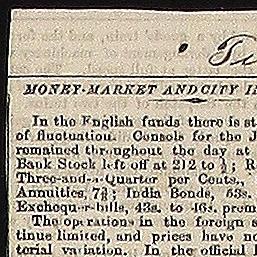 Tu
MONEY-MARKET AND CITY I
In the English funds there is st
of fluctuation. Consols for the J
remained throughout the day at
Bank Stock left off at 212 to ½; R
Three-and-a-Quarter per Cents.,
Annuities, 7⅞; India Bonds, 53s.
Exchequer-bills, 43s. to 46s. prem
The operations in the foreign s
tinue limited, and prices have no
terial variation. In the official l